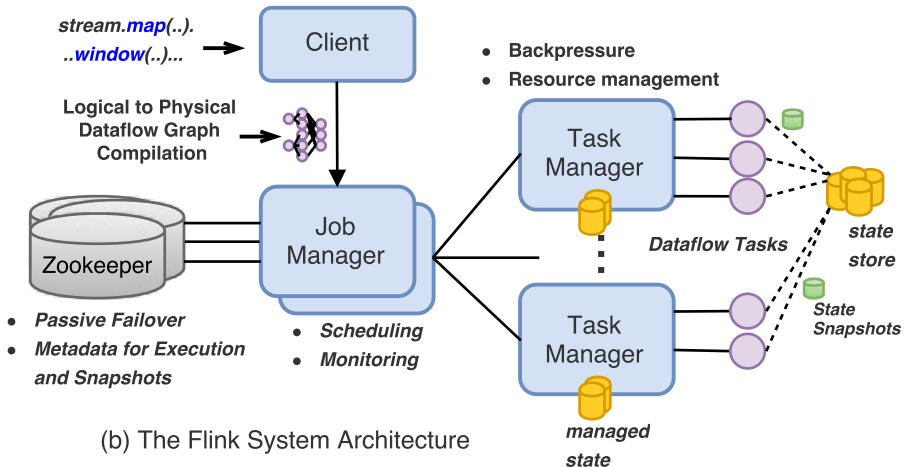 stream.map(..).
..window(..)...
Client
Backpressure
Resource management
Logical to Physical
Dataflow Graph
Compilation
Task
Manager
Job
Manager
Zookeeper
Dataflow Tasks
state
store
Passive Failover
Metadata for Execution
and Snapshots
Scheduling
Monitoring
Task
Manager
State
Snapshots
managed
state
(b) The Flink System Architecture